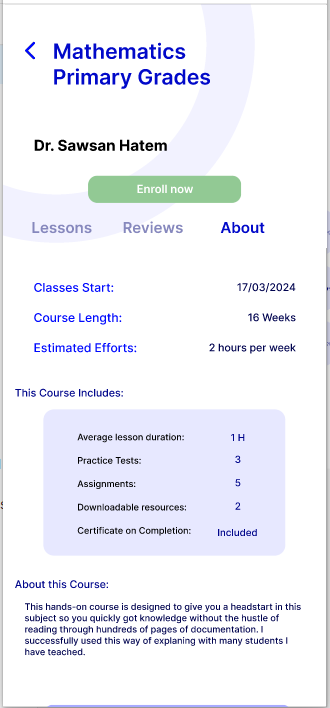 Mathematics
Primary Grades
Dr. Sawsan Hatem
Enroll now
Lessons Reviews About
Classes Start: 17/03/2024
Course Length: 16 Weeks
Estimated Efforts: 2 hours per week
This Course Includes:
Average lesson duration: 1 H
Practice Tests: 3
Assignments: 5
Downloadable resources: 2
Certificate on Completion: Included
About this Course:
This hands-on course is designed to give you a headstart in this
subject so you quickly got knowledge without the hustle of
reading through hundreds of pages of documentation. I
successfully used this way of explaning with many students I
have teached.